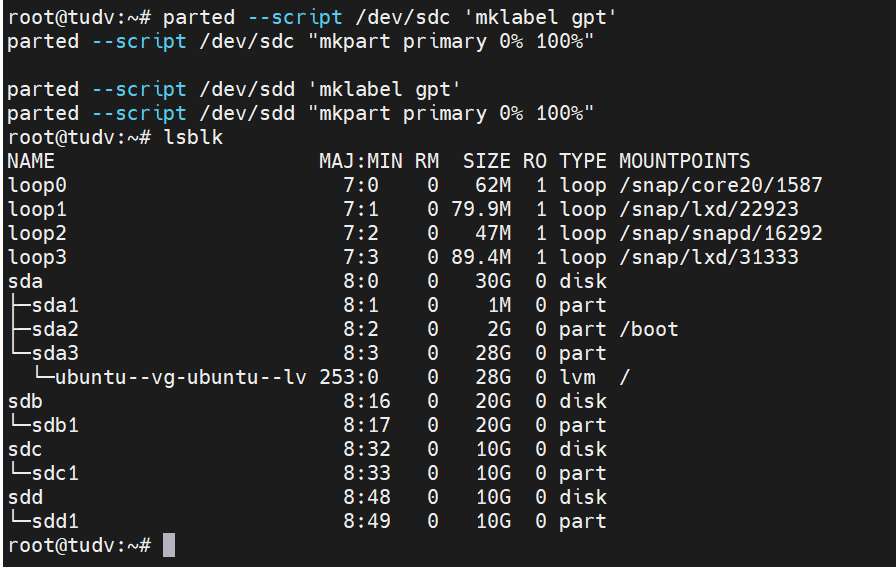 root@tudv:~# parted --script /dev/sdc 'mklabel gpt'
parted --script /dev/sdc "mkpart primary 0% 100%"

parted --script /dev/sdd 'mklabel gpt'
parted --script /dev/sdd "mkpart primary 0% 100%"
root@tudv:~# lsblk
NAME                      MAJ:MIN RM  SIZE RO TYPE MOUNTPOINTS
loop0                       7:0    0   62M  1 loop /snap/core20/1587
loop1                       7:1    0 79.9M  1 loop /snap/lxd/22923
loop2                       7:2    0   47M  1 loop /snap/snapd/16292
loop3                       7:3    0 89.4M  1 loop /snap/lxd/31333
sda                         8:0    0   30G  0 disk
├─sda1                      8:1    0    1M  0 part
├─sda2                      8:2    0    2G  0 part /boot
└─sda3                      8:3    0   28G  0 part
  └─ubuntu--vg-ubuntu--lv 253:0    0   28G  0 lvm  /
sdb                         8:16   0   20G  0 disk
└─sdb1                      8:17   0   20G  0 part
sdc                         8:32   0   10G  0 disk
└─sdc1                      8:33   0   10G  0 part
sdd                         8:48   0   10G  0 disk
└─sdd1                      8:49   0   10G  0 part
root@tudv:~#